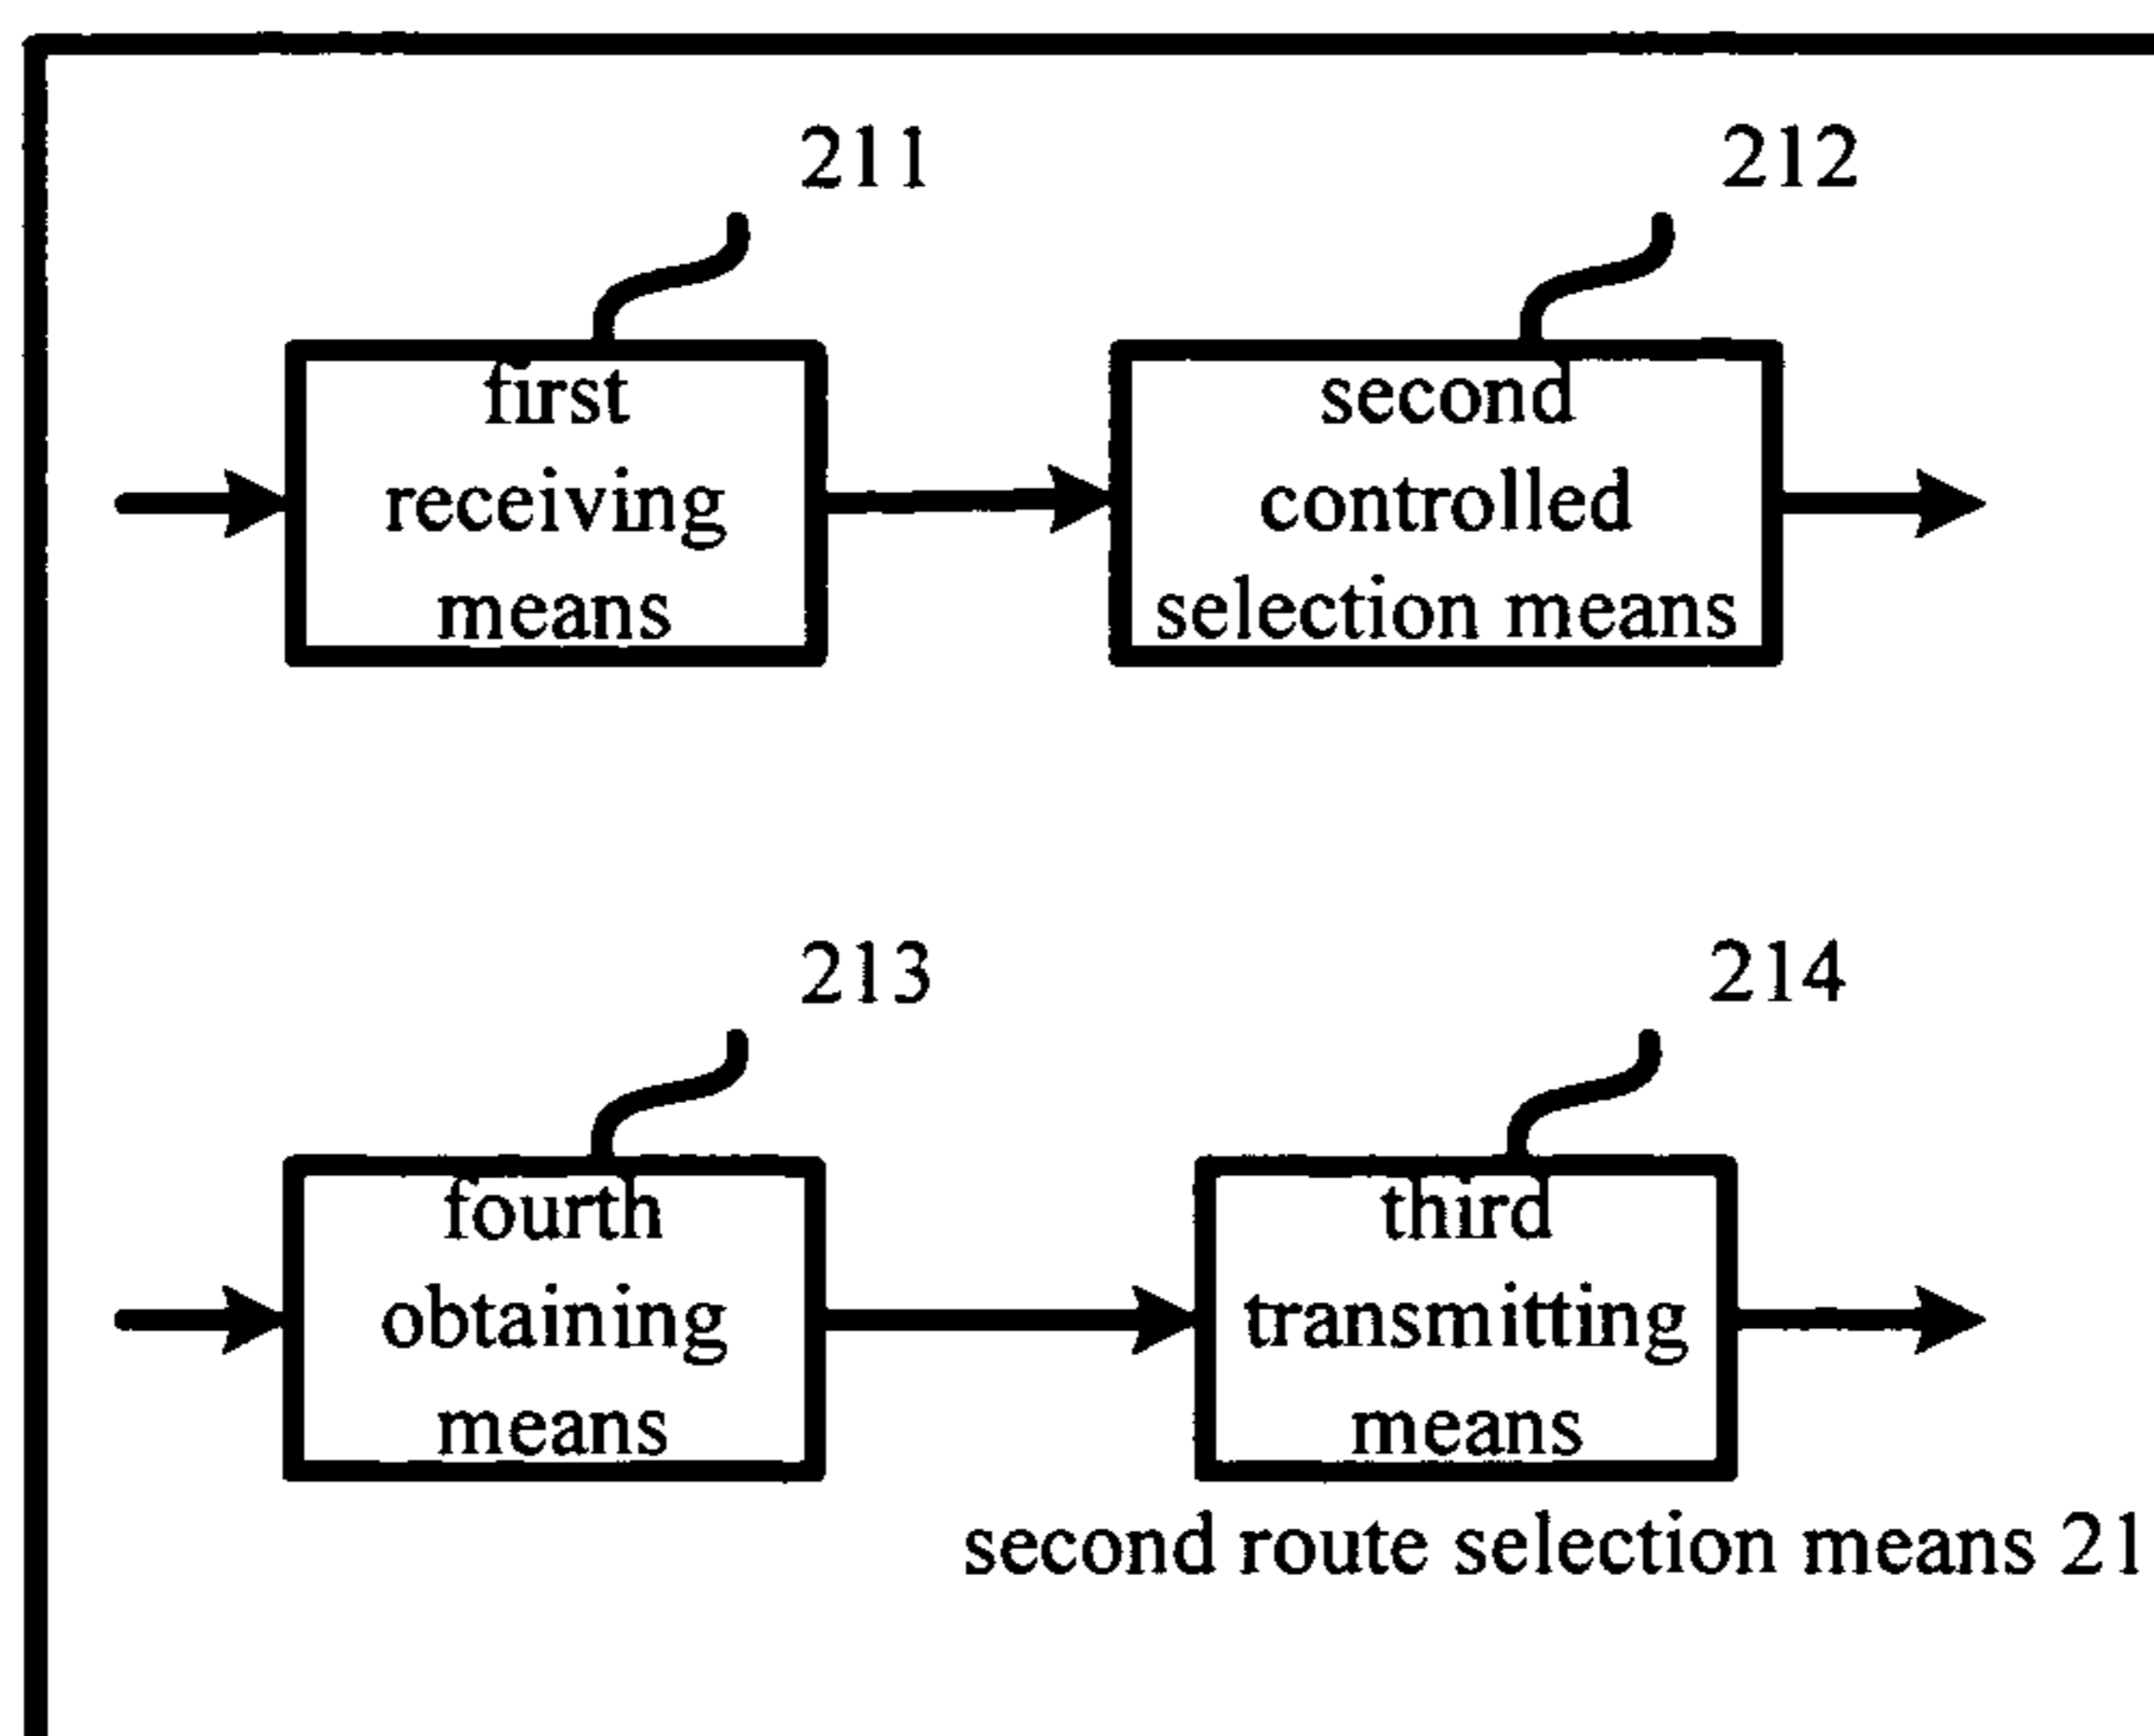 211
212
first
receiving
means
second
controlled
selection means
213
214
fourth
obtaining
means
third
transmitting
means
second route selection means 21